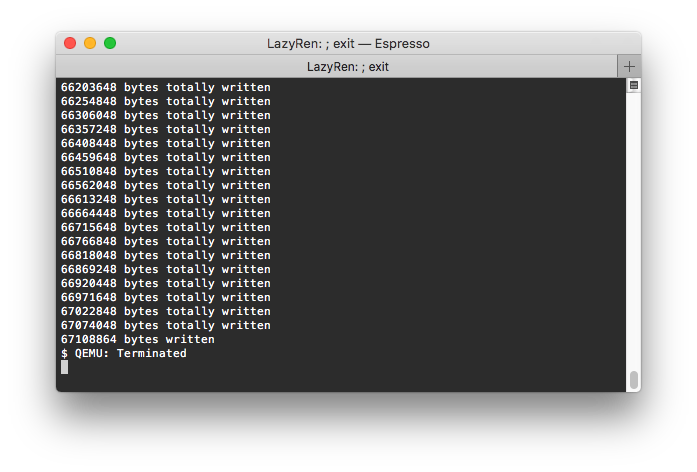 LazyRen: ; exit — Espresso
LazyRen: ; exit
66203648 bytes totally written
66254848 bytes totally written
66306048 bytes totally written
66357248 bytes totally written
66408448 bytes totally written
66459648 bytes totally written
66510848 bytes totally written
66562048 bytes totally written
66613248 bytes totally written
66664448 bytes totally written
66715648 bytes totally written
66766848 bytes totally written
66818048 bytes totally written
66869248 bytes totally written
66920448 bytes totally written
66971648 bytes totally written
67022848 bytes totally written
67074048 bytes totally written
67108864 bytes written
$ QEMU: Terminated